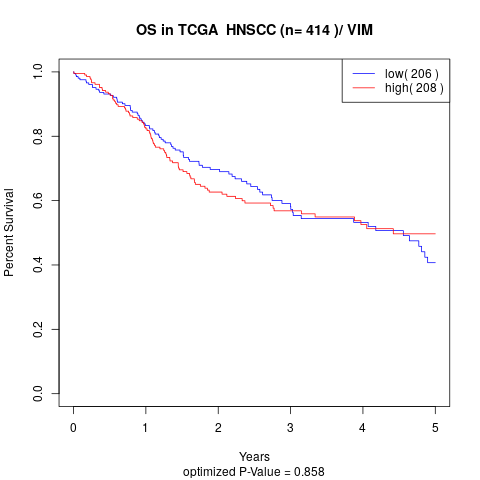 OS in TCGA  HNSCC (n= 414 )/ VIM
low( 206 )
high( 208 )
Percent Survival
1.0
0.8
0.6
0.4
0.2
0.0
0 1 2 3 4 5
Years
optimized P-Value = 0.858